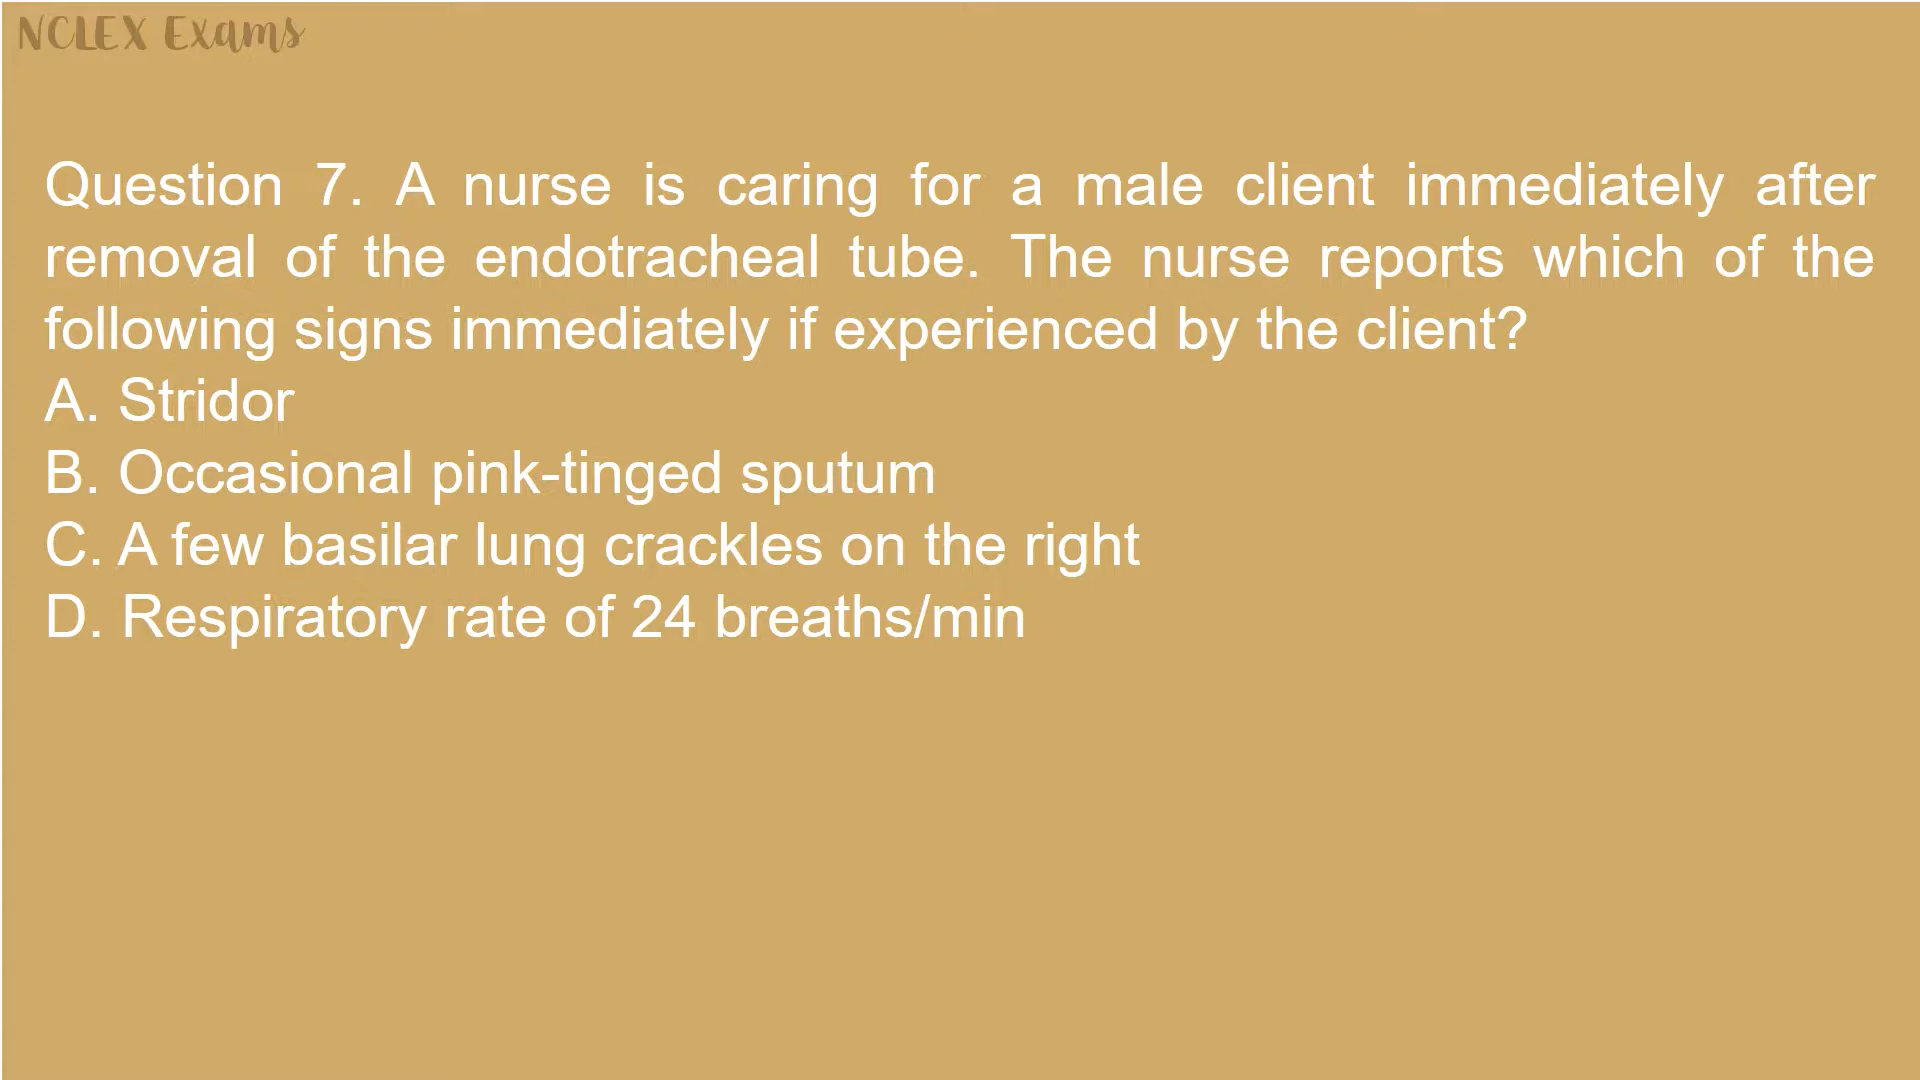 NCLEX Exams
Question 7. A nurse is caring for a male client immediately after
removal of the endotracheal tube. The nurse reports which of the
following signs immediately if experienced by the client?
A. Stridor
B. Occasional pink-tinged sputum
C. A few basilar lung crackles on the right
D. Respiratory rate of 24 breaths/min